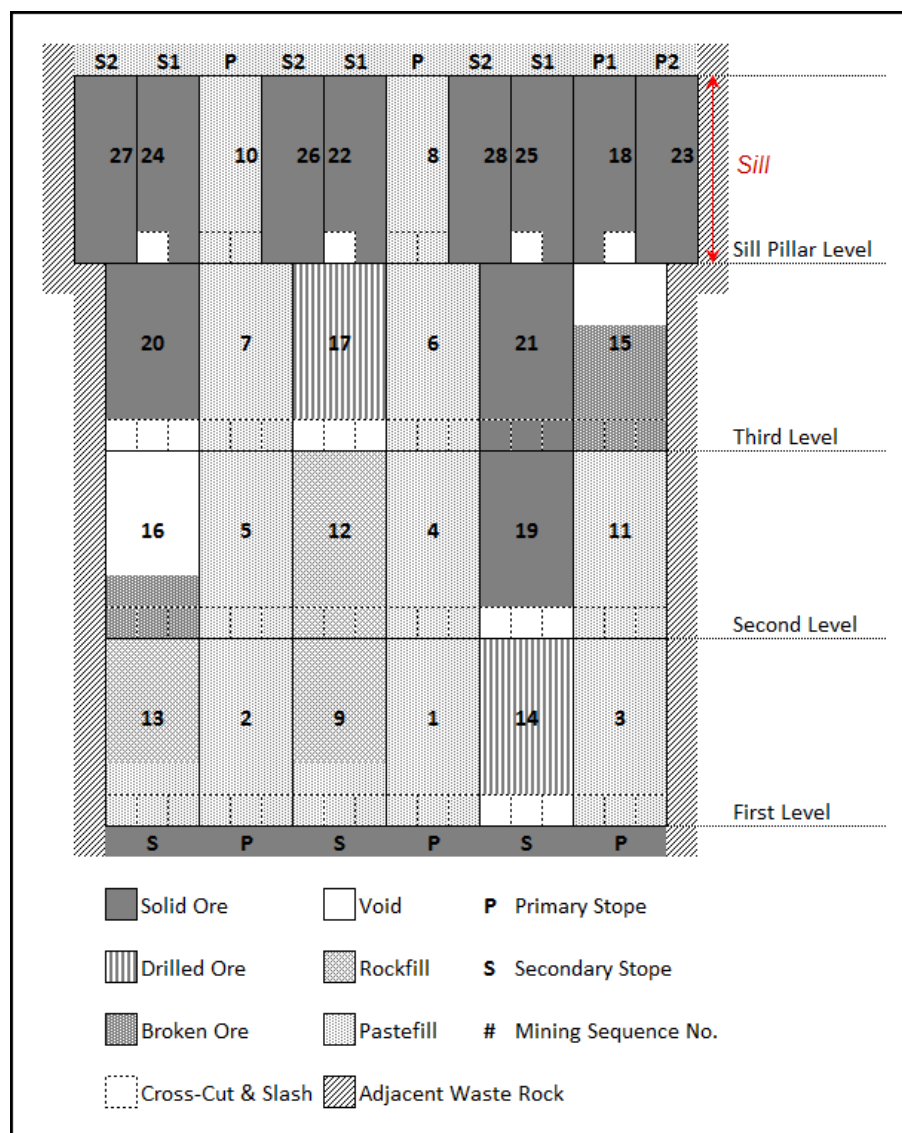 S2 S1 P S2 S1 P S2 S1 P1 P2
27 24 10 26 22 8 28 25 18 23
Sill
Sill Pillar Level
20 7 17 6 21 15
Third Level
16 5 12 4 19 11
Second Level
13 2 9 1 14 3
First Level
S P S P S P
Solid Ore Void P Primary Stope
Drilled Ore Rockfill S Secondary Stope
Broken Ore Pastefill # Mining Sequence No.
Cross-Cut & Slash Adjacent Waste Rock